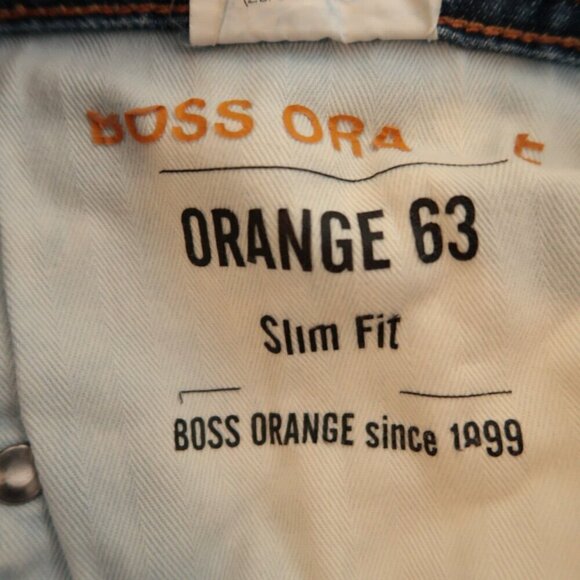 BOSS ORA E
ORANGE 63
Slim Fit
BOSS ORANGE since 1999